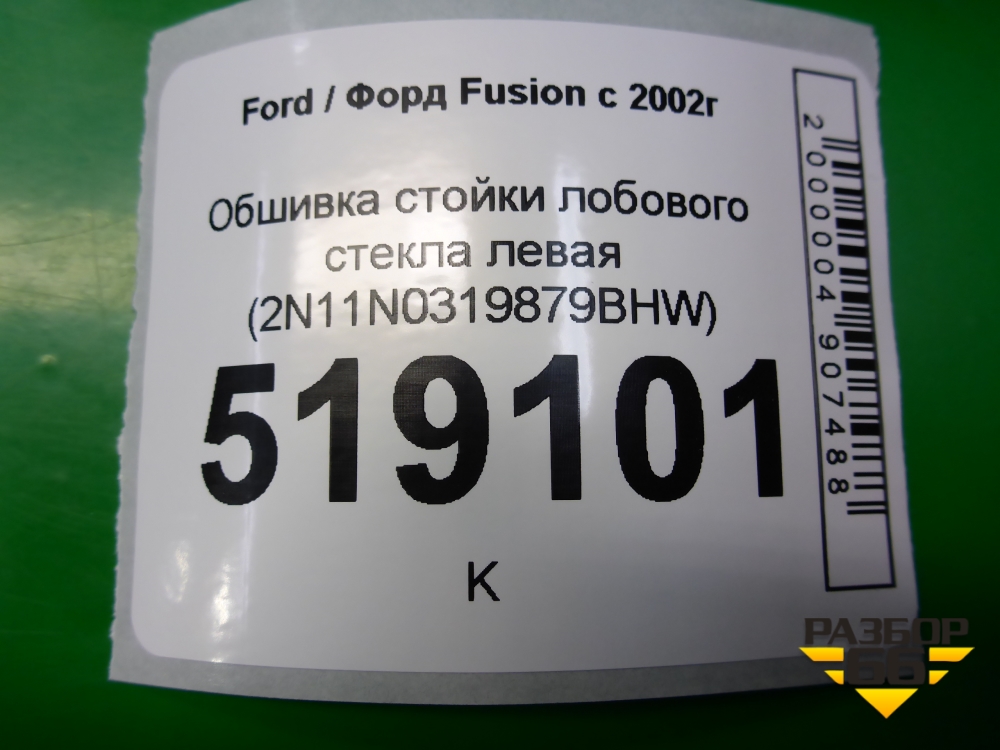 Ford / Форд Fusion с 2002г
Обшивка стойки лобового
стекла левая
(2N11N0319879BHW)
519101
К
2000004907488
РАЗБОР
66